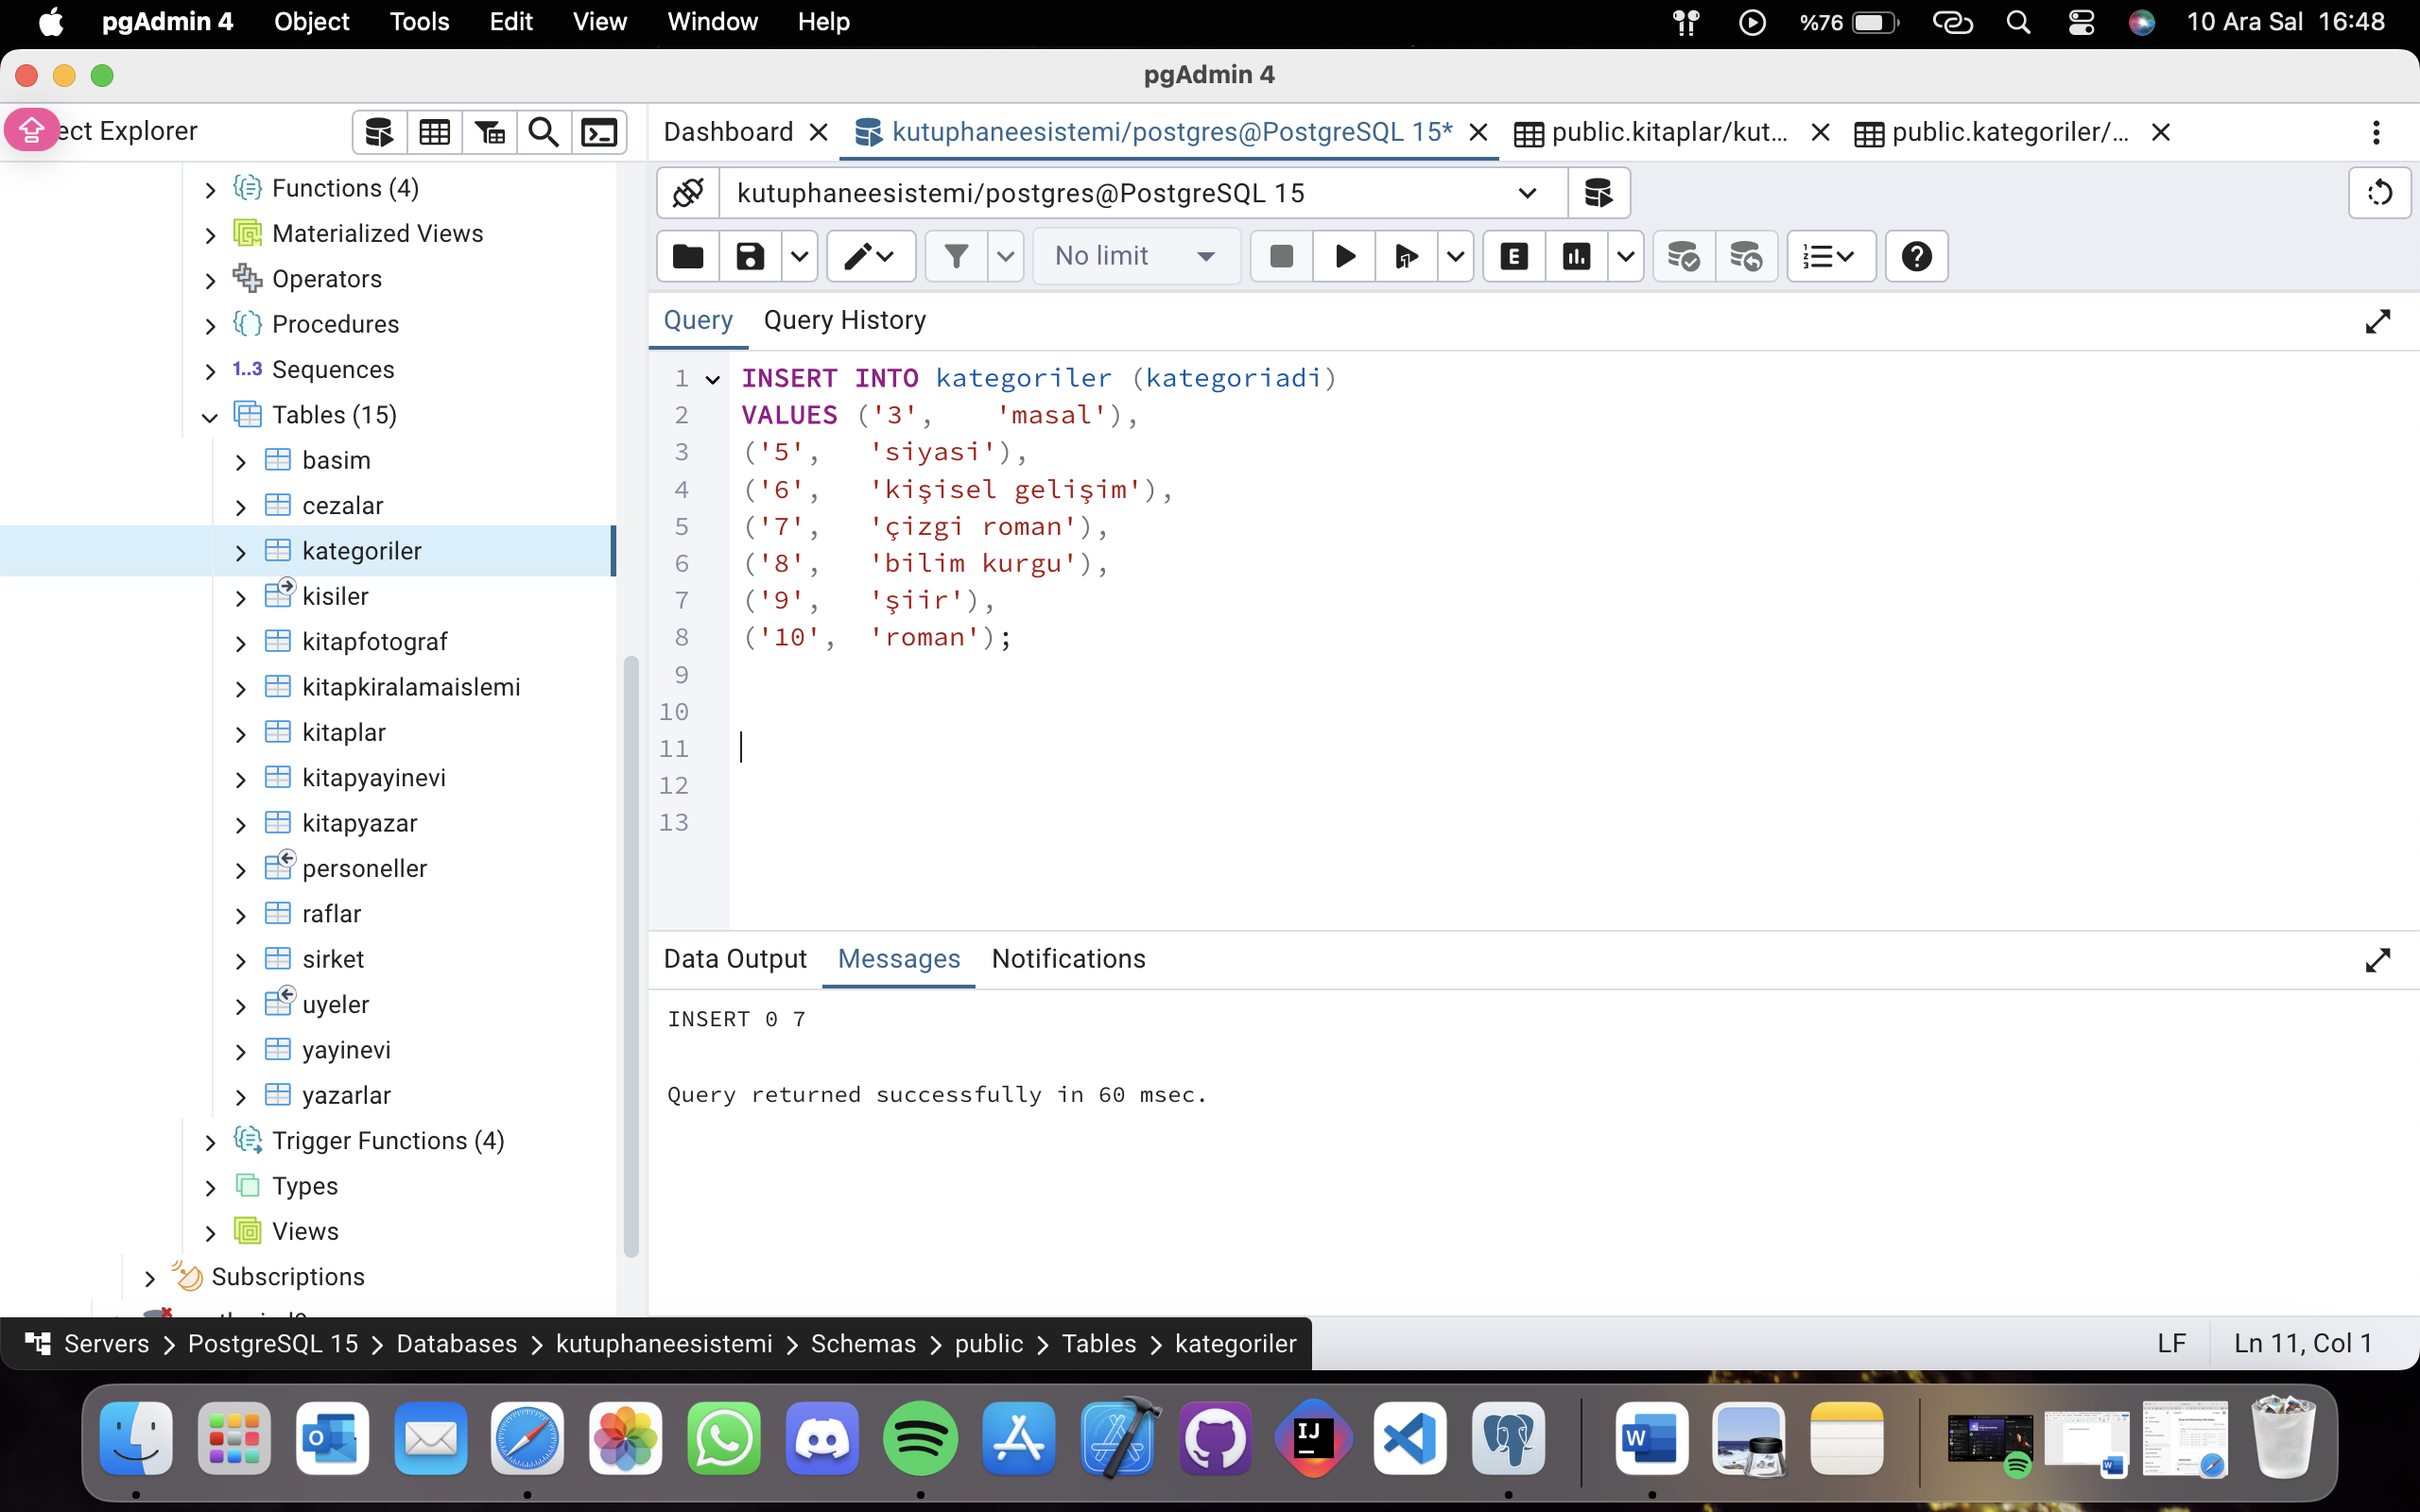 pgAdmin 4 Object Tools Edit View Window Help %76 10 Ara Sal 16:48
pgAdmin 4
ect Explorer
Dashboard kutuphaneesistemi/postgres@PostgreSQL 15* public.kitaplar/kut... public.kategoriler/...
kutuphaneesistemi/postgres@PostgreSQL 15
No limit
E
Query Query History
1 INSERT INTO kategoriler (kategoriadi)
2 VALUES ('3', 'masal'),
3 ('5', 'siyasi'),
4 ('6', 'kişisel gelişim'),
5 ('7', 'çizgi roman'),
6 ('8', 'bilim kurgu'),
7 ('9', 'şiir'),
8 ('10', 'roman');
9
10
11
12
13
Functions (4)
Materialized Views
Operators
Procedures
1..3 Sequences
Tables (15)
basim
cezalar
kategoriler
kisiler
kitapfotograf
kitapkiralamaislemi
kitaplar
kitapyayinevi
kitapyazar
personeller
raflar
sirket
uyeler
yayinevi
yazarlar
Trigger Functions (4)
Types
Views
Subscriptions
Data Output Messages Notifications
INSERT 0 7
Query returned successfully in 60 msec.
Servers > PostgreSQL 15 > Databases > kutuphaneesistemi > Schemas > public > Tables > kategoriler
LF Ln 11, Col 1